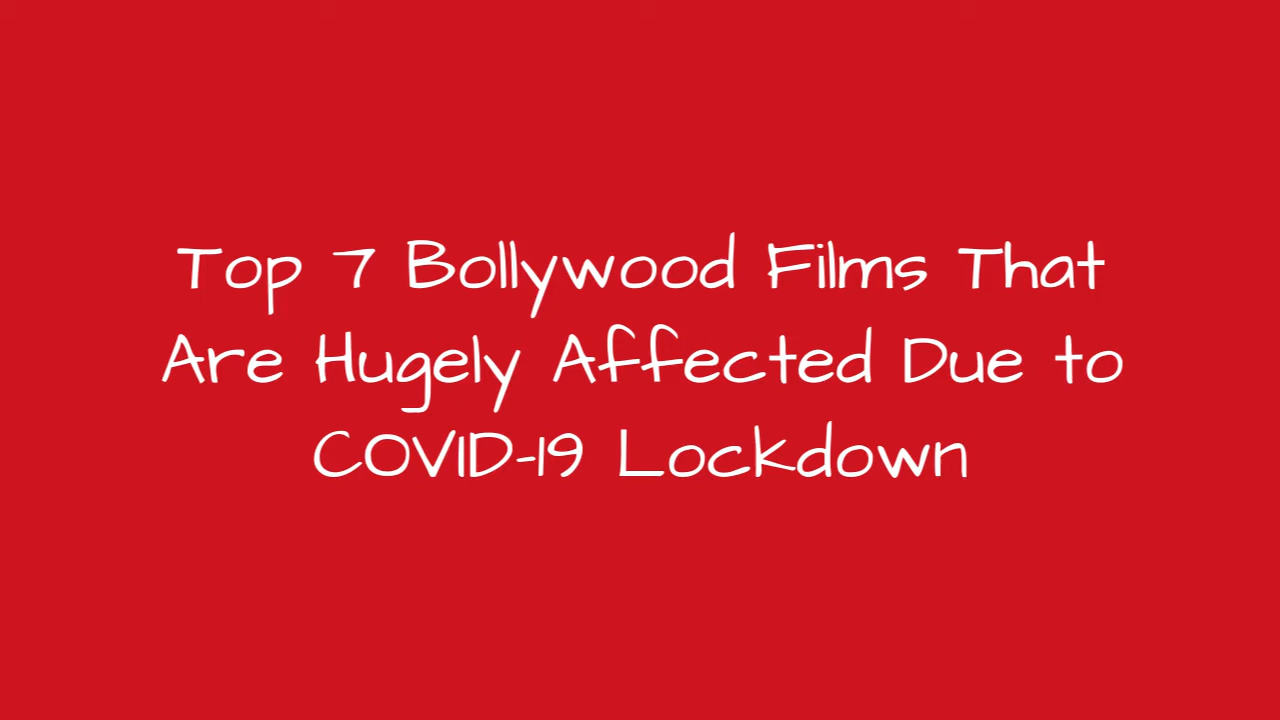 Top 7 Bollywood Films That
Are Hugely Affected Due to
COVID-19 Lockdown